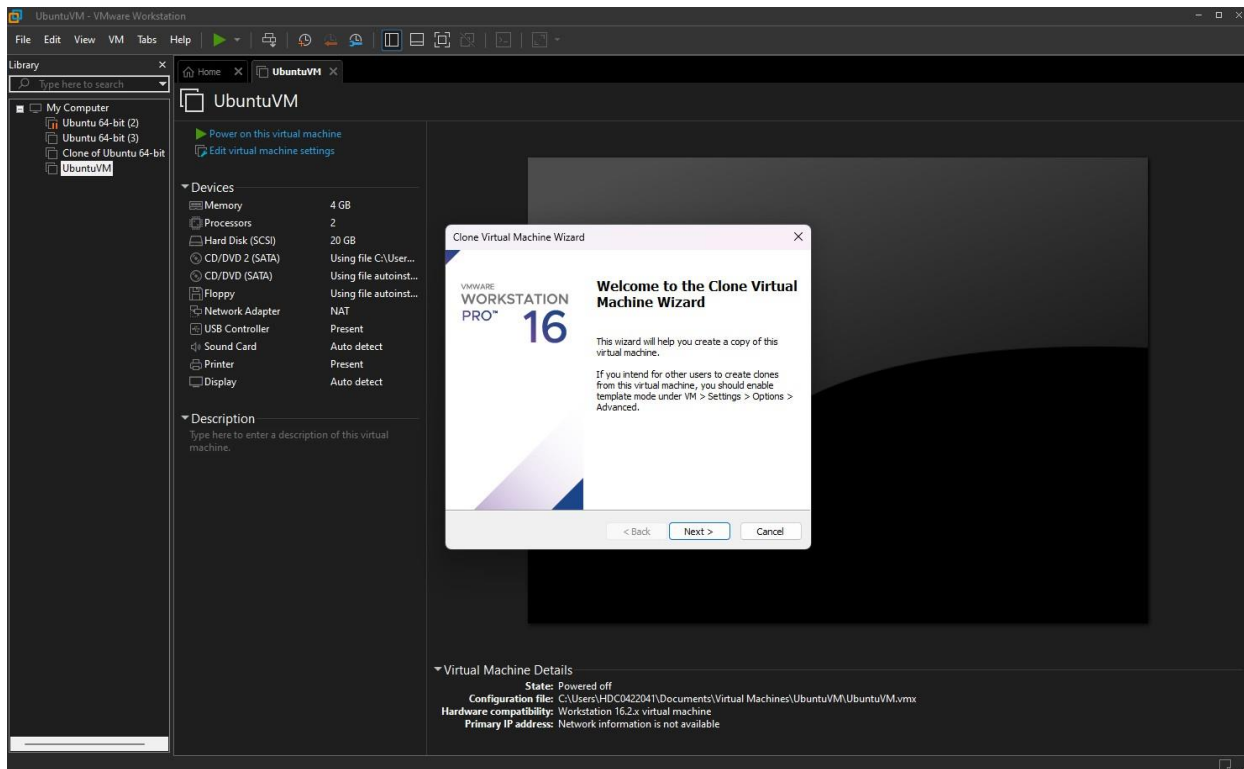 UbuntuVM - VMware Workstation
File Edit View VM Tabs Help
Library
Type here to search
My Computer
Ubuntu 64-bit (2)
Ubuntu 64-bit (3)
Clone of Ubuntu 64-bit
UbuntuVM
Home UbuntuVM
UbuntuVM
Power on this virtual machine
Edit virtual machine settings
Devices
Memory 4 GB
Processors 2
Hard Disk (SCSI) 20 GB
CD/DVD 2 (SATA) Using file C:\User...
CD/DVD (SATA) Using file autoinst...
Floppy Using file autoinst...
Network Adapter NAT
USB Controller Present
Sound Card Auto detect
Printer Present
Display Auto detect
Description
Type here to enter a description of this virtual
machine.
Clone Virtual Machine Wizard
VMWARE
WORKSTATION
PRO™ 16
Welcome to the Clone Virtual
Machine Wizard
This wizard will help you create a copy of this
virtual machine.
If you intend for other users to create clones
from this virtual machine, you should enable
template mode under VM > Settings > Options >
Advanced.
< Back Next > Cancel
Virtual Machine Details
State: Powered off
Configuration file: C:\Users\HDC0422041\Documents\Virtual Machines\UbuntuVM\UbuntuVM.vmx
Hardware compatibility: Workstation 16.2.x virtual machine
Primary IP address: Network information is not available